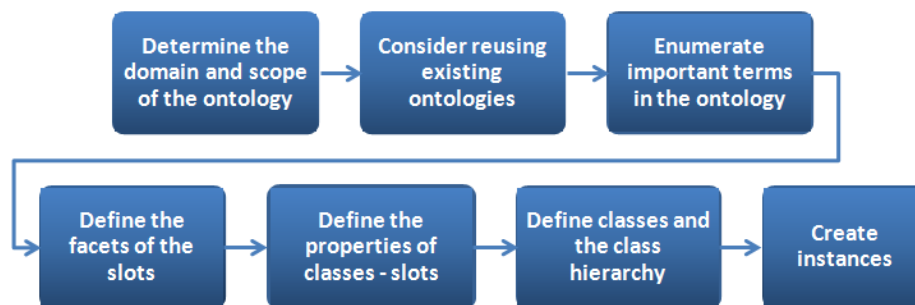 Determine the
domain and scope
of the ontology
Consider reusing
existing
ontologies
Enumerate
important terms
in the ontology
Define the
facets of the
slots
Define the
properties of
classes - slots
Define classes and
the class
hierarchy
Create
instances